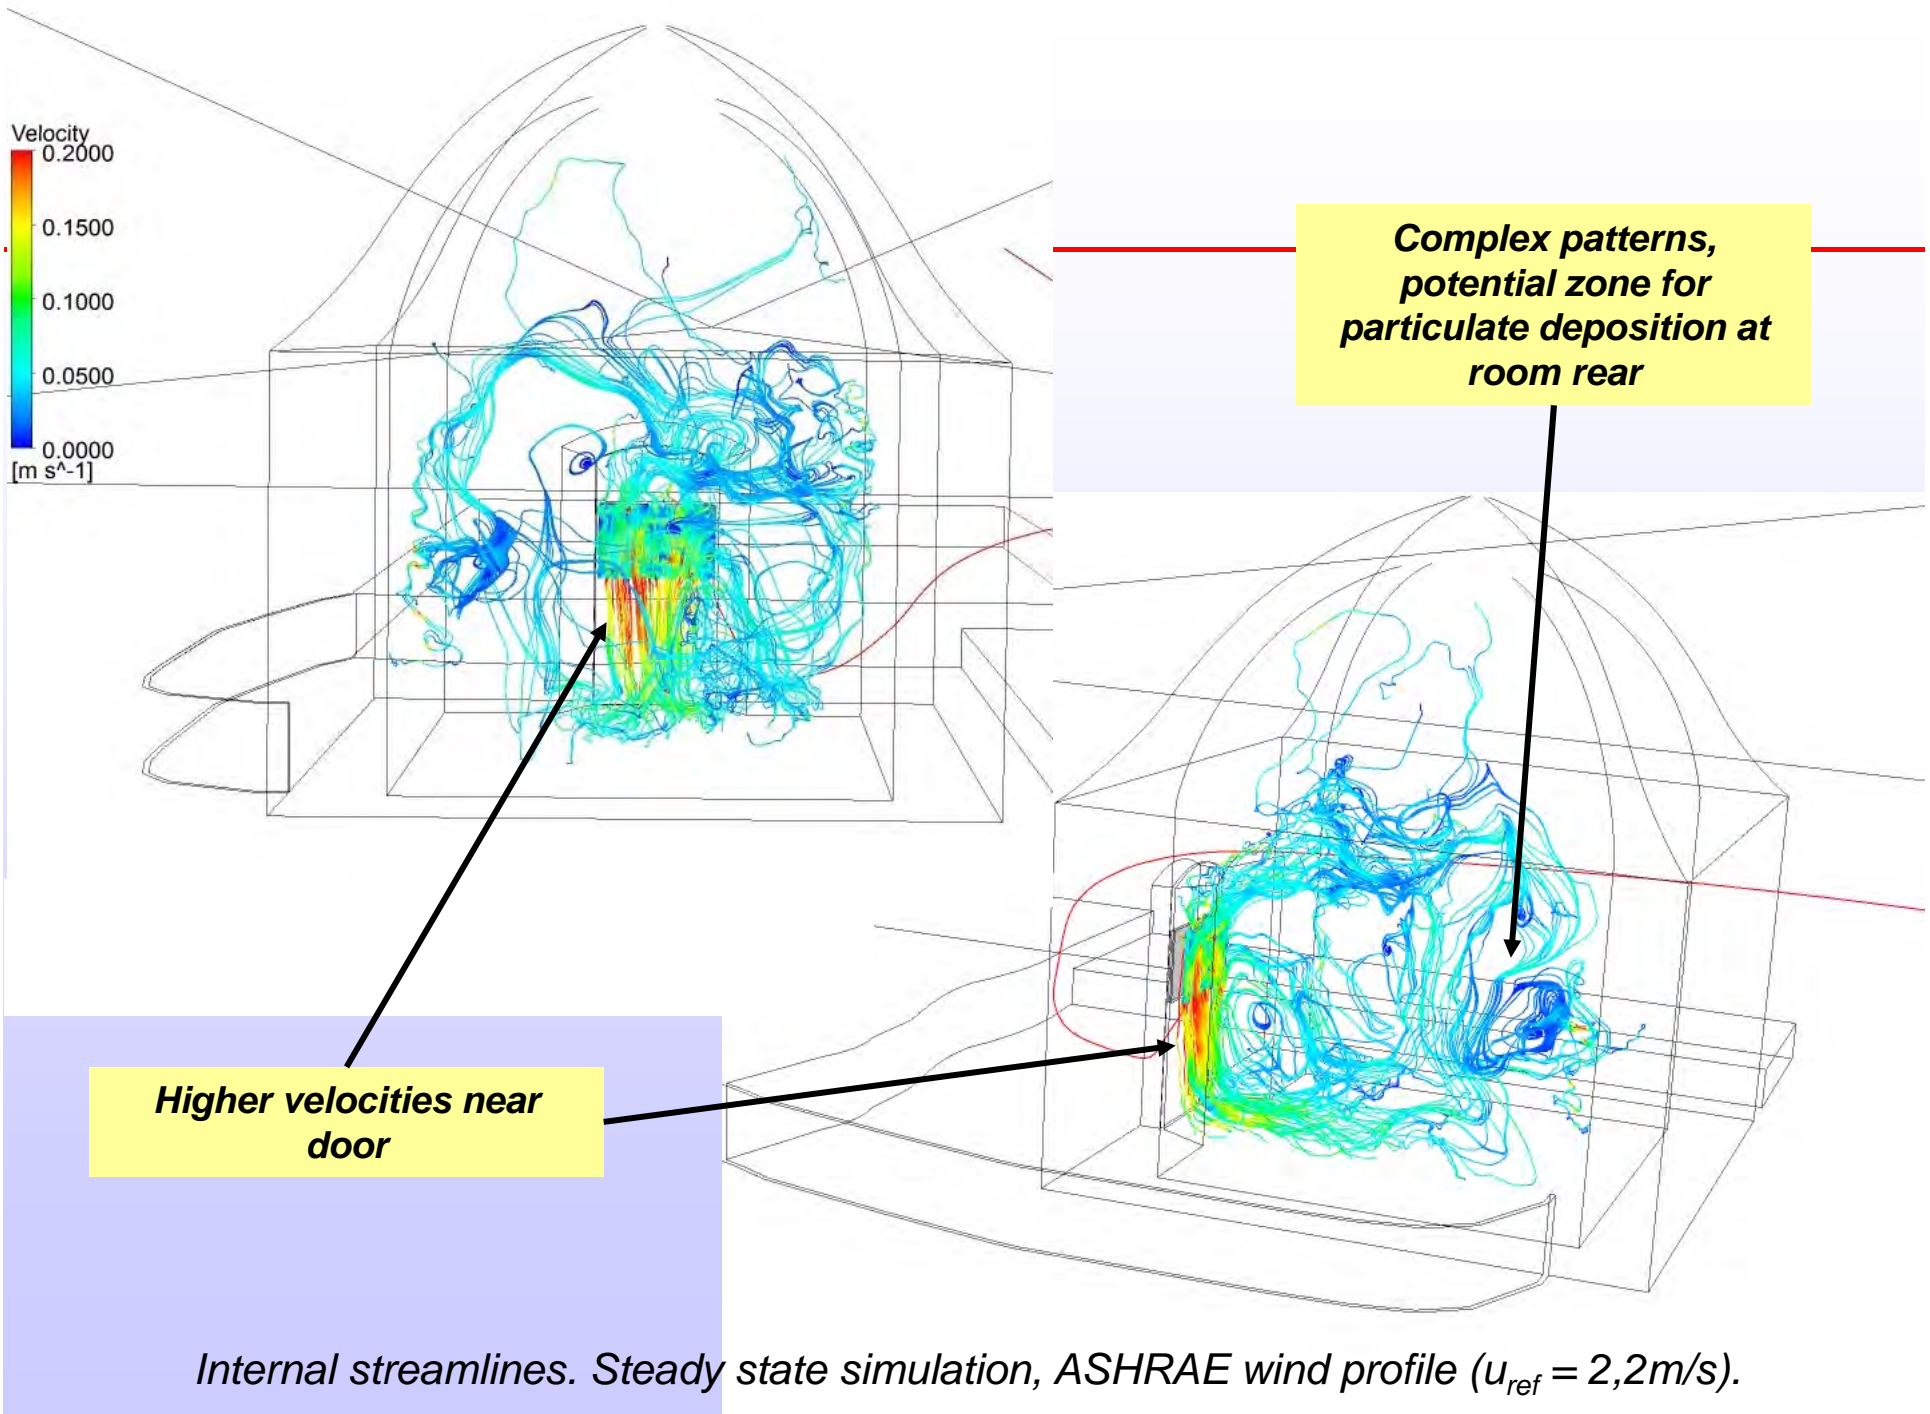 Velocity
0.2000
0.1500
0.1000
0.0500
0.0000
[m s^-1]
Complex patterns,
potential zone for
particulate deposition at
room rear
Higher velocities near
door
Internal streamlines. Steady state simulation, ASHRAE wind profile (u_ref = 2,2m/s).